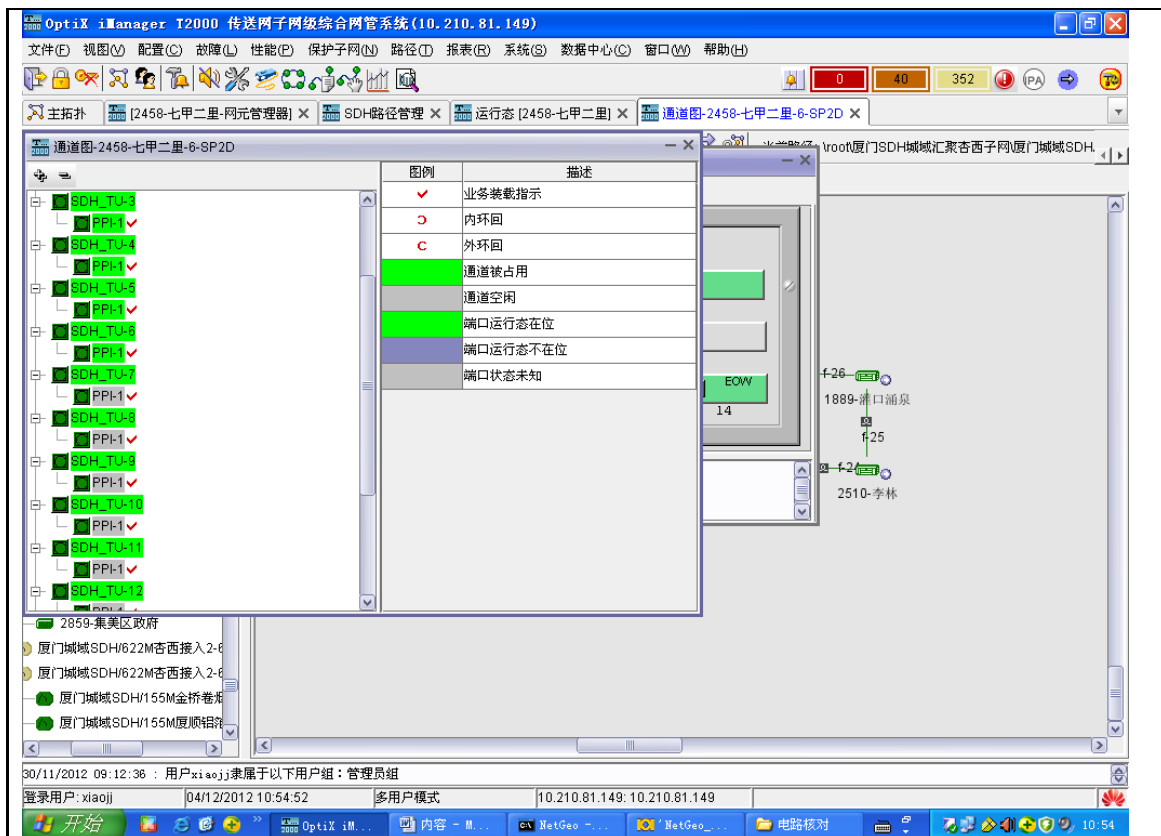 OptiX iManager T2000 传送网子网级综合网管系统(10.210.81.149)
文件(F) 视图(V) 配置(C) 故障(L) 性能(P) 保护子网(N) 路径(T) 报表(R) 系统(S) 数据中心(C) 窗口(W) 帮助(H)
0 40 352 PA
主拓扑 [2458-七甲二里-网元管理器] SDH路径管理 运行态 [2458-七甲二里] 通道图-2458-七甲二里-6-SP2D
通道图-2458-七甲二里-6-SP2D
\root\厦门SDH城域汇聚杏西子网\厦门城域SDH
图例 描述
业务装载指示
内环回
C 外环回
通道被占用
通道空闲
端口运行态在位
端口运行态不在位
端口状态未知
SDH_TU-3
PPI-1
SDH_TU-4
PPI-1
SDH_TU-5
PPI-1
SDH_TU-6
PPI-1
SDH_TU-7
PPI-1
SDH_TU-8
PPI-1
SDH_TU-9
PPI-1
SDH_TU-10
PPI-1
SDH_TU-11
PPI-1
SDH_TU-12
EOW
14
f-26
1889-灌口涌泉
f-25
f-24
2510-李林
2859-集美区政府
厦门城域SDH/622M杏西接入2-6
厦门城域SDH/622M杏西接入2-6
厦门城域SDH/155M金桥卷烟
厦门城域SDH/155M厦顺铝箔
30/11/2012 09:12:36 : 用户xiaojj隶属于以下用户组：管理员组
登录用户: xiaojj 04/12/2012 10:54:52 多用户模式 10.210.81.149: 10.210.81.149
开始 OptiX iM... 内容 - M... NetGeo -... 'NetGeo_... 电路核对 10:54